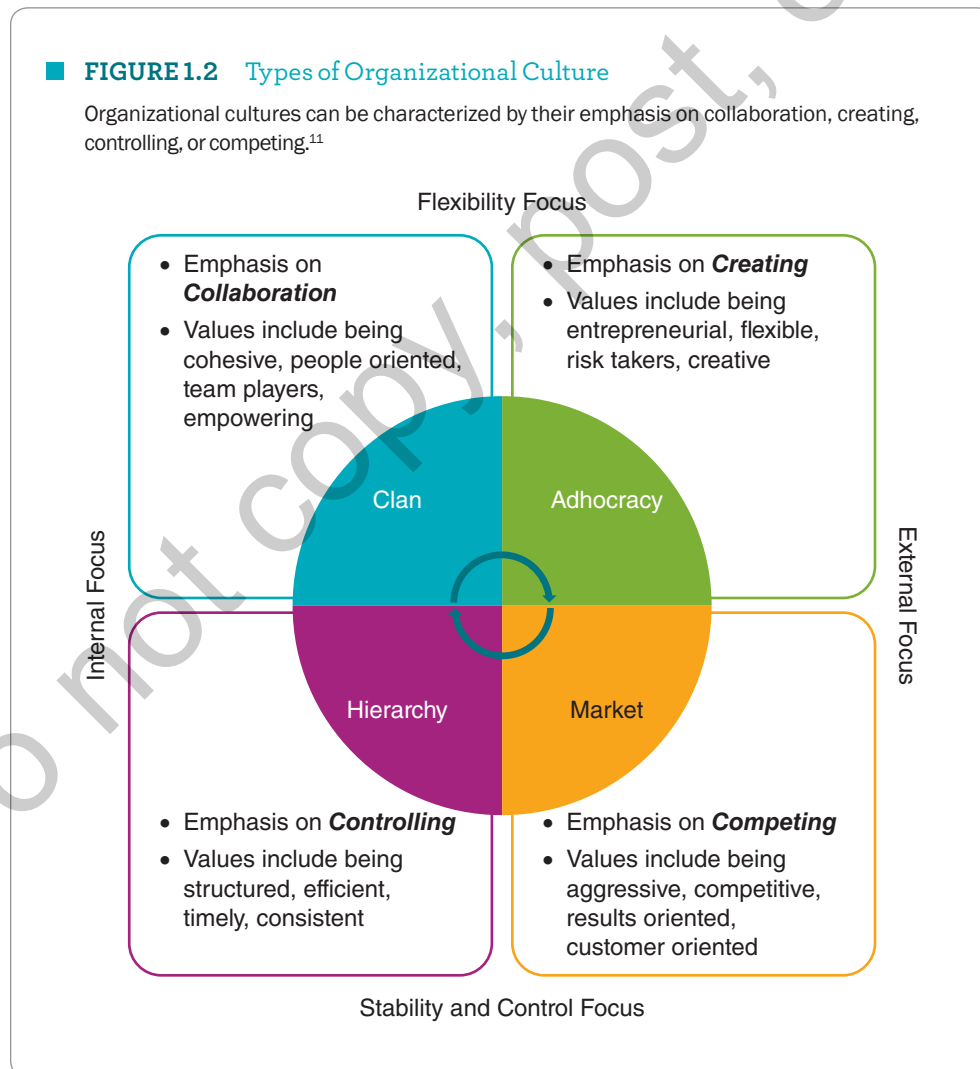 FIGURE 1.2 Types of Organizational Culture
Organizational cultures can be characterized by their emphasis on collaboration, creating,
controlling, or competing.¹¹
Flexibility Focus
• Emphasis on
Collaboration
• Values include being
cohesive, people oriented,
team players,
empowering
• Emphasis on Creating
• Values include being
entrepreneurial, flexible,
risk takers, creative
Clan
Adhocracy
Internal Focus
External Focus
Hierarchy
Market
• Emphasis on Controlling
• Values include being
structured, efficient,
timely, consistent
• Emphasis on Competing
• Values include being
aggressive, competitive,
results oriented,
customer oriented
Stability and Control Focus
not copy, post,